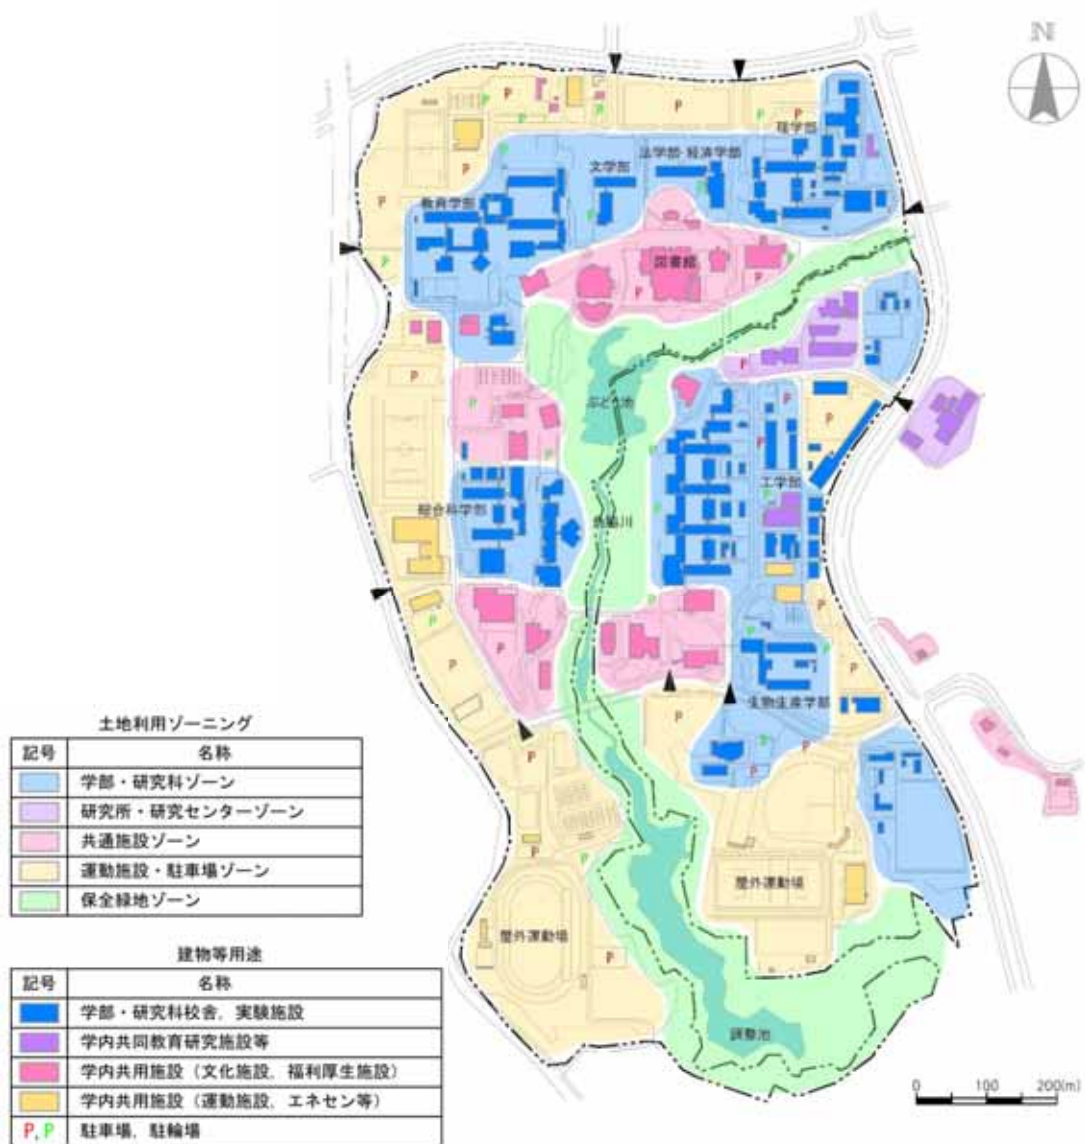 N
P
P
P
P
P
P
理学部
法学部・経済学部
文学部
教育学部
図書館
ぶどう池
工学部
総合科学部
角脇川
生物生産学部
屋外運動場
屋外運動場
調整池
0 100 200(m)
土地利用ゾーニング
記号 名称
学部・研究科ゾーン
研究所・研究センターゾーン
共通施設ゾーン
運動施設・駐車場ゾーン
保全緑地ゾーン
建物等用途
記号 名称
学部・研究科校舎，実験施設
学内共同教育研究施設等
学内共用施設（文化施設，福利厚生施設）
学内共用施設（運動施設，エネセン等）
P,P 駐車場，駐輪場